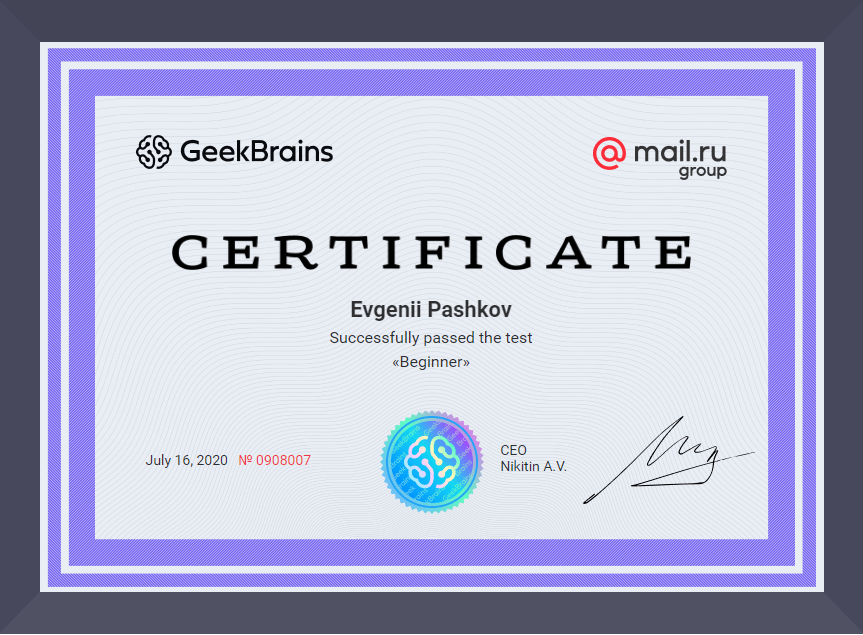 GeekBrains
@ mail.ru
group
CERTIFICATE
Evgenii Pashkov
Successfully passed the test
«Beginner»
July 16, 2020 № 0908007
CEO
Nikitin A.V.